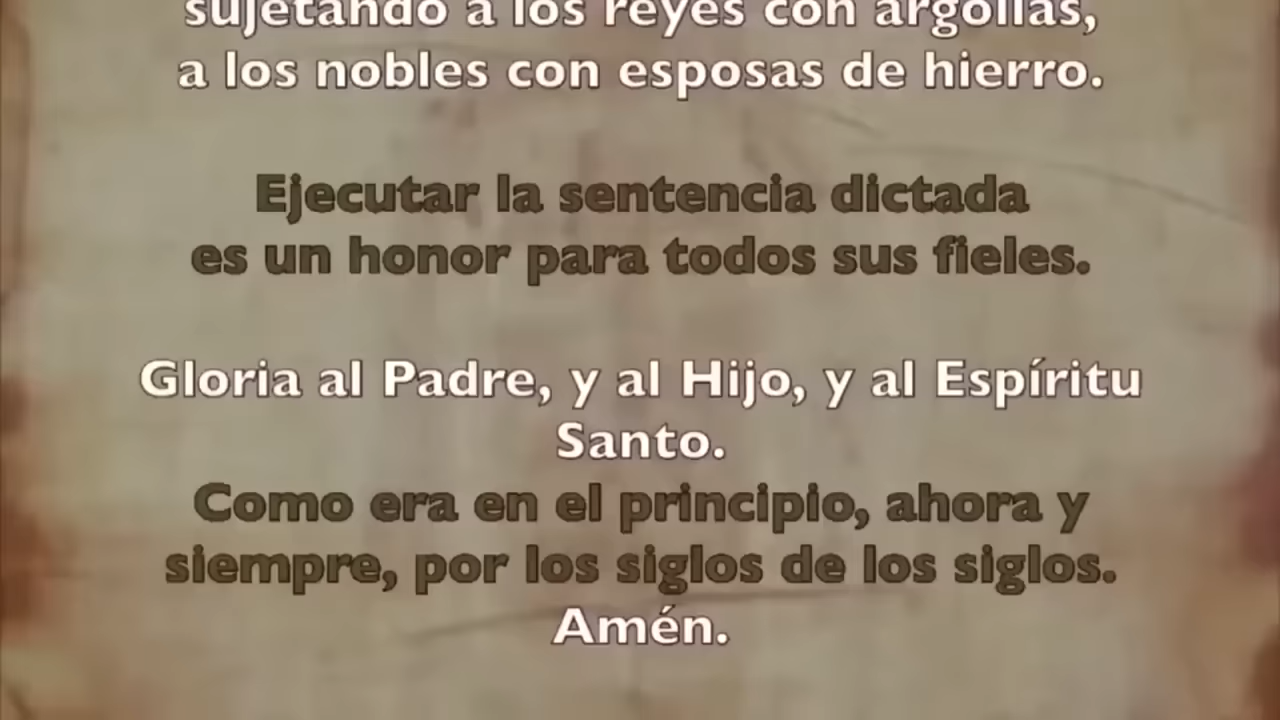 sujetando a los reyes con argollas,
a los nobles con esposas de hierro.
Ejecutar la sentencia dictada
es un honor para todos sus fieles.
Gloria al Padre, y al Hijo, y al Espíritu
Santo.
Como era en el principio, ahora y
siempre, por los siglos de los siglos.
Amén.